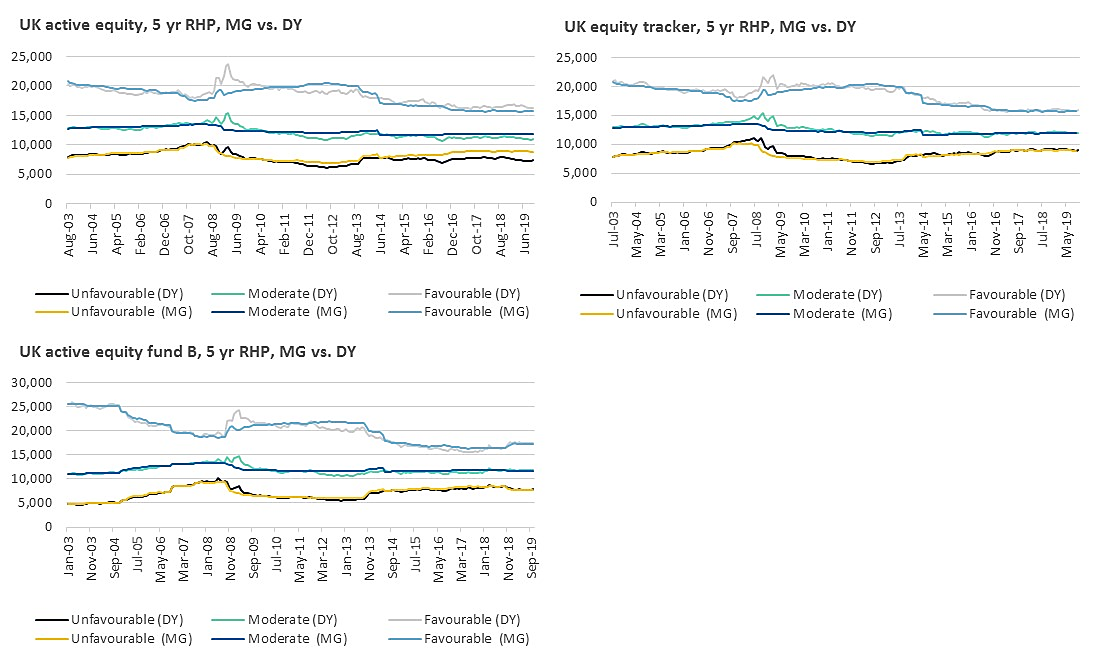 UK active equity, 5 yr RHP, MG vs. DY
25,000
20,000
15,000
10,000
5,000
0
Aug-03
Jun-04
Apr-05
Feb-06
Dec-06
Oct-07
Aug-08
Jun-09
Apr-10
Feb-11
Dec-11
Oct-12
Aug-13
Jun-14
Apr-15
Feb-16
Dec-16
Oct-17
Aug-18
Jun-19
Unfavourable (DY)
Moderate (DY)
Favourable (DY)
Unfavourable (MG)
Moderate (MG)
Favourable (MG)
UK equity tracker, 5 yr RHP, MG vs. DY
25,000
20,000
15,000
10,000
5,000
0
Jul-03
May-04
Mar-05
Jan-06
Nov-06
Sep-07
Jul-08
May-09
Mar-10
Jan-11
Nov-11
Sep-12
Jul-13
May-14
Mar-15
Jan-16
Nov-16
Sep-17
Jul-18
May-19
Unfavourable (DY)
Moderate (DY)
Favourable (DY)
Unfavourable (MG)
Moderate (MG)
Favourable (MG)
UK active equity fund B, 5 yr RHP, MG vs. DY
30,000
25,000
20,000
15,000
10,000
5,000
0
Jan-03
Nov-03
Sep-04
Jul-05
May-06
Mar-07
Jan-08
Nov-08
Sep-09
Jul-10
May-11
Mar-12
Jan-13
Nov-13
Sep-14
Jul-15
May-16
Mar-17
Jan-18
Nov-18
Sep-19
Unfavourable (DY)
Moderate (DY)
Favourable (DY)
Unfavourable (MG)
Moderate (MG)
Favourable (MG)